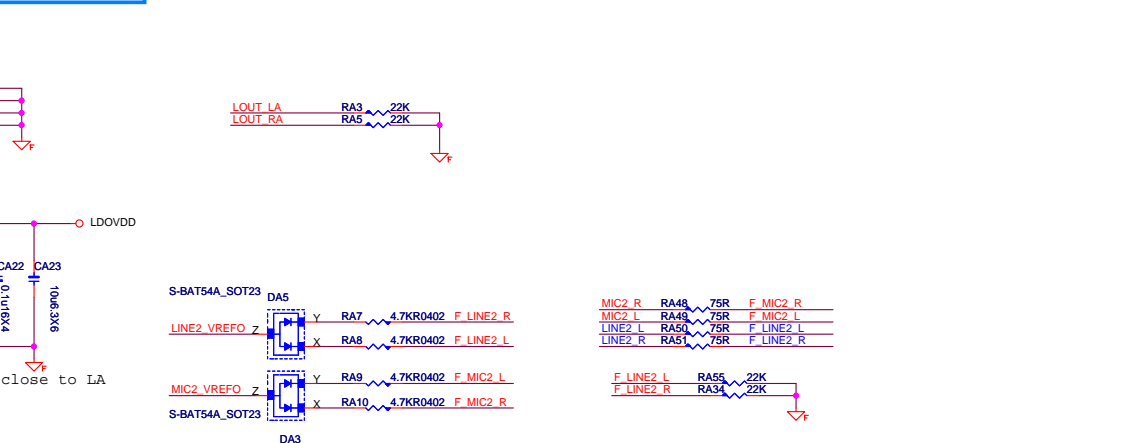 LOUT_LA RA3 22K
LOUT_RA RA5 22K
F
F
LDOVDD
CA22 CA23
0.1u16X4
10u6.3X6
F
close to LA
S-BAT54A_SOT23 DA5
LINE2_VREFO Z
Y RA7 4.7KR0402 F_LINE2_R
X RA8 4.7KR0402 F_LINE2_L
MIC2_VREFO Z
Y RA9 4.7KR0402 F_MIC2_L
X RA10 4.7KR0402 F_MIC2_R
S-BAT54A_SOT23
DA3
MIC2_R RA48 75R F_MIC2_R
MIC2_L RA49 75R F_MIC2_L
LINE2_L RA50 75R F_LINE2_L
LINE2_R RA51 75R F_LINE2_R
F_LINE2_L RA55 22K
F_LINE2_R RA34 22K
F